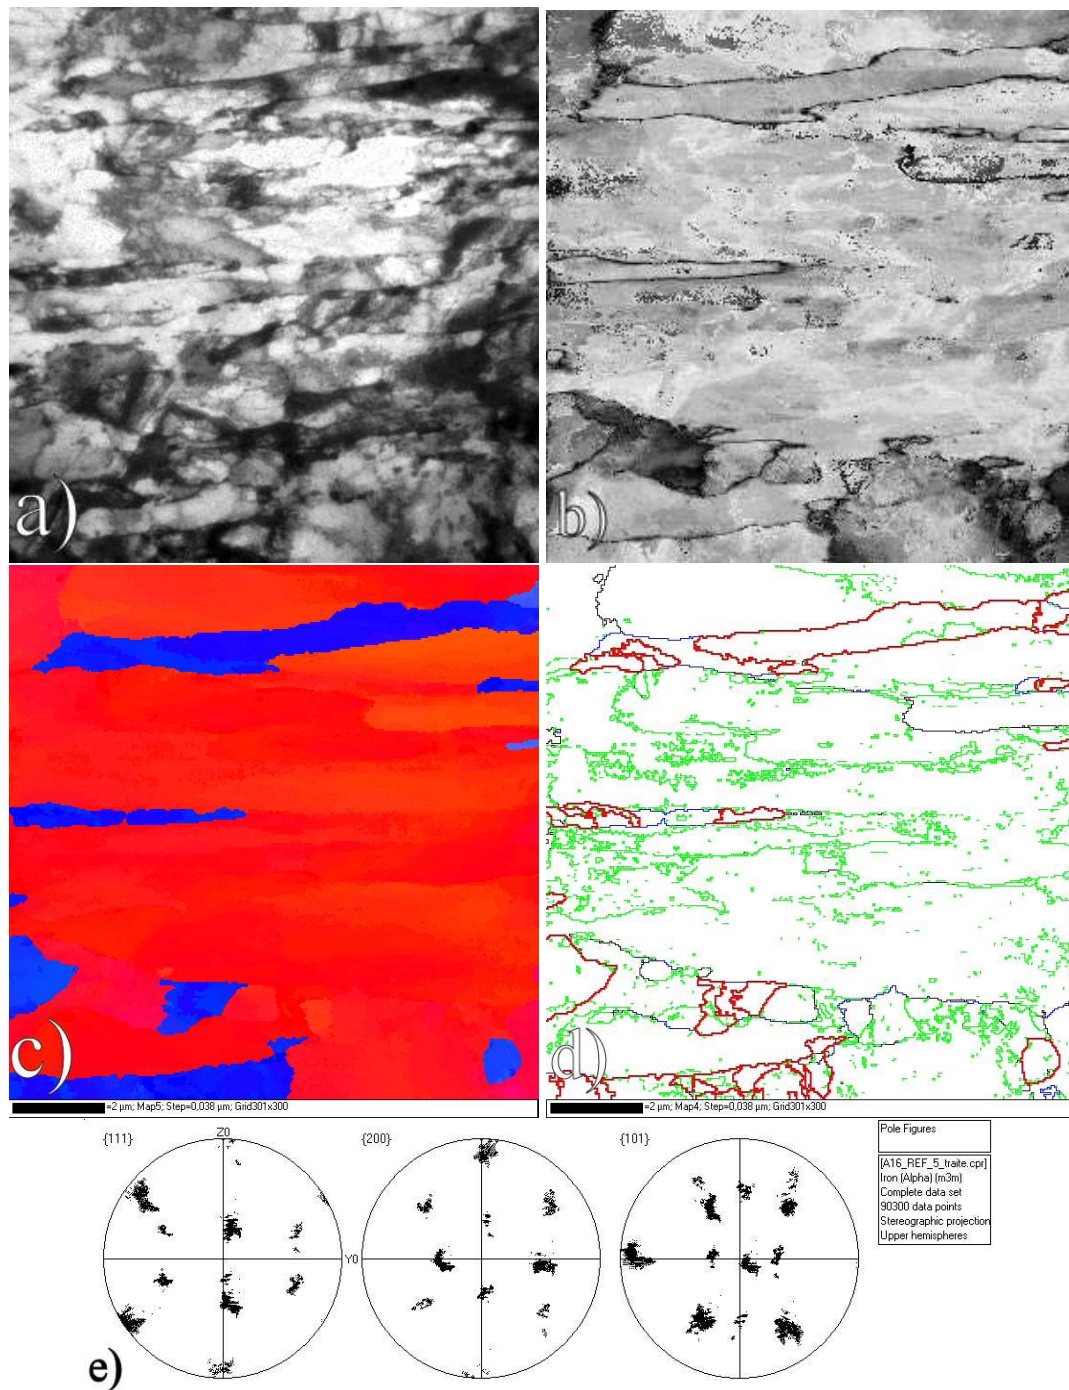 a)
b)
c)
d)
=2 µm; Map5; Step=0,038 µm; Grid301x300
=2 µm; Map4; Step=0,038 µm; Grid301x300
{111}
Z0
Y0
{200}
{101}
Pole Figures
[A16_REF_5_traite.cpr]
Iron (Alpha) (m3m)
Complete data set
90300 data points
Stereographic projection
Upper hemispheres
e)